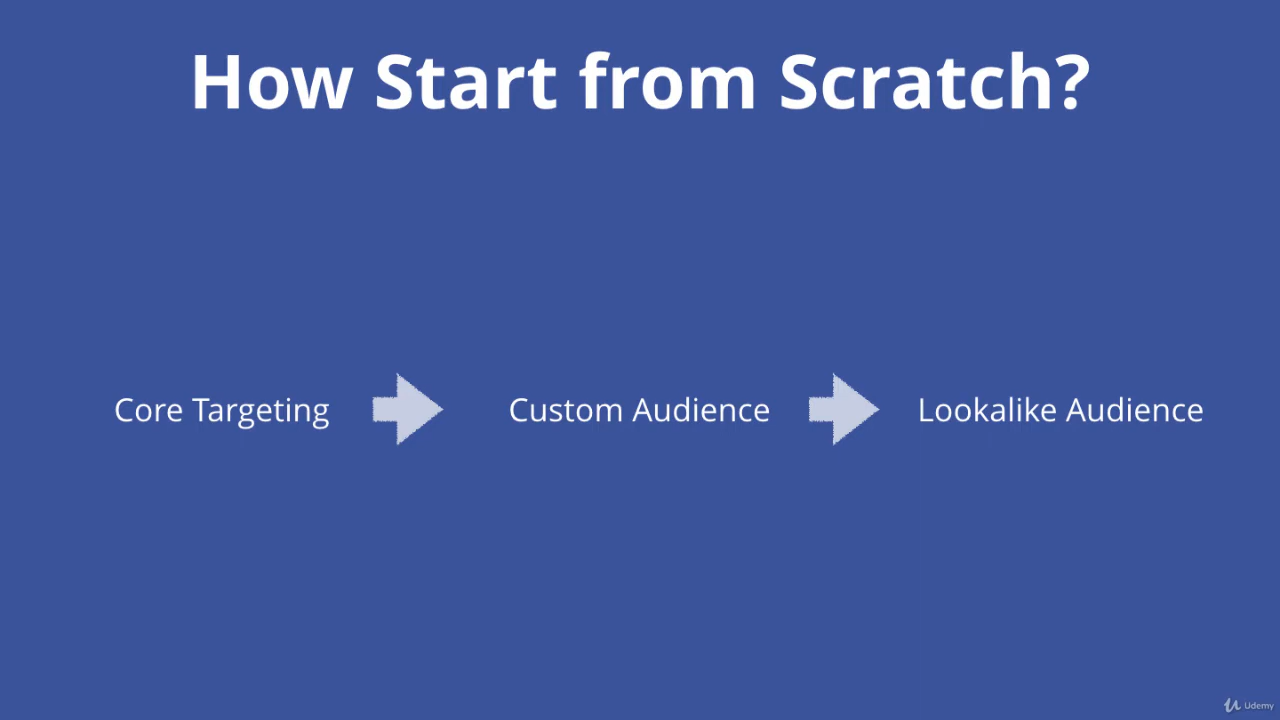 How Start from Scratch?
Core Targeting
Custom Audience
Lookalike Audience
Udemy